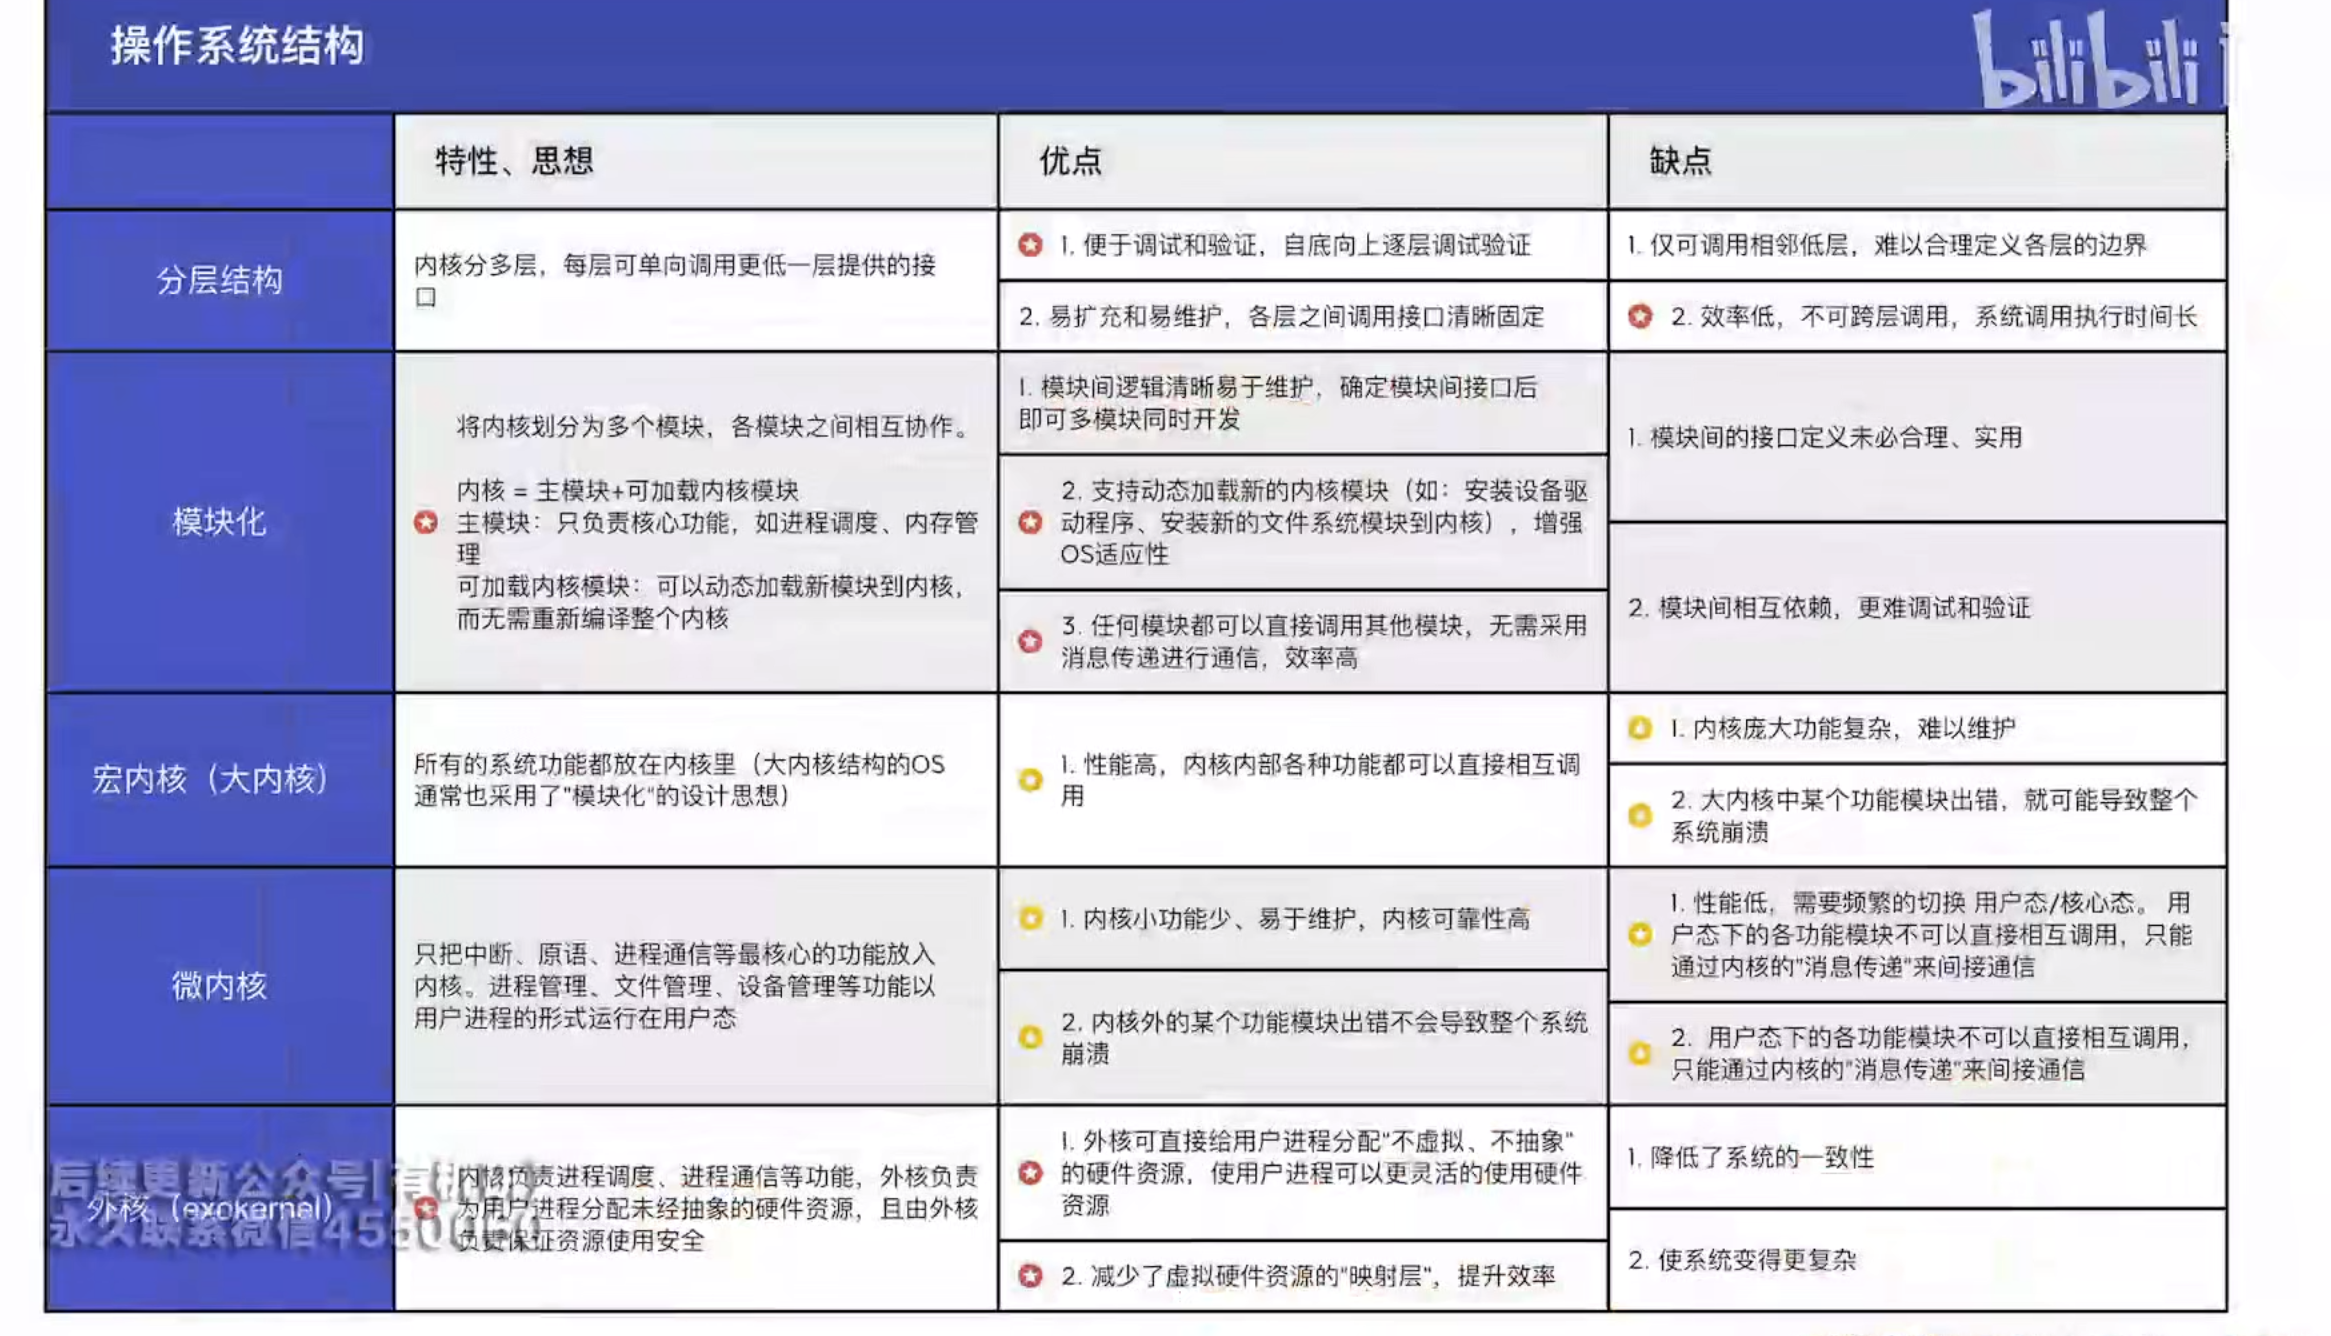 操作系统结构
bilibili
特性、思想
优点
缺点
分层结构
内核分多层，每层可单向调用更低一层提供的接
口
1. 便于调试和验证，自底向上逐层调试验证
2. 易扩充和易维护，各层之间调用接口清晰固定
1. 仅可调用相邻低层，难以合理定义各层的边界
2. 效率低，不可跨层调用，系统调用执行时间长
模块化
将内核划分为多个模块，各模块之间相互协作。
内核 = 主模块+可加载内核模块
主模块：只负责核心功能，如进程调度、内存管
理
可加载内核模块：可以动态加载新模块到内核，
而无需重新编译整个内核
1. 模块间逻辑清晰易于维护，确定模块间接口后
即可多模块同时开发
2. 支持动态加载新的内核模块（如：安装设备驱
动程序、安装新的文件系统模块到内核），增强
OS适应性
3. 任何模块都可以直接调用其他模块，无需采用
消息传递进行通信，效率高
1. 模块间的接口定义未必合理、实用
2. 模块间相互依赖，更难调试和验证
宏内核（大内核）
所有的系统功能都放在内核里（大内核结构的OS
通常也采用了"模块化"的设计思想）
1. 性能高，内核内部各种功能都可以直接相互调
用
1. 内核庞大功能复杂，难以维护
2. 大内核中某个功能模块出错，就可能导致整个
系统崩溃
微内核
只把中断、原语、进程通信等最核心的功能放入
内核。进程管理、文件管理、设备管理等功能以
用户进程的形式运行在用户态
1. 内核小功能少、易于维护，内核可靠性高
2. 内核外的某个功能模块出错不会导致整个系统
崩溃
1. 性能低，需要频繁的切换 用户态/核心态。 用
户态下的各功能模块不可以直接相互调用，只能
通过内核的"消息传递"来间接通信
2. 用户态下的各功能模块不可以直接相互调用，
只能通过内核的"消息传递"来间接通信
后续更新公众号
永久联系微信
外核（exokernel）
内核负责进程调度、进程通信等功能，外核负责
为用户进程分配未经抽象的硬件资源，且由外核
负责保证资源使用安全
1. 外核可直接给用户进程分配"不虚拟、不抽象"
的硬件资源，使用户进程可以更灵活的使用硬件
资源
2. 减少了虚拟硬件资源的"映射层"，提升效率
1. 降低了系统的一致性
2. 使系统变得更复杂